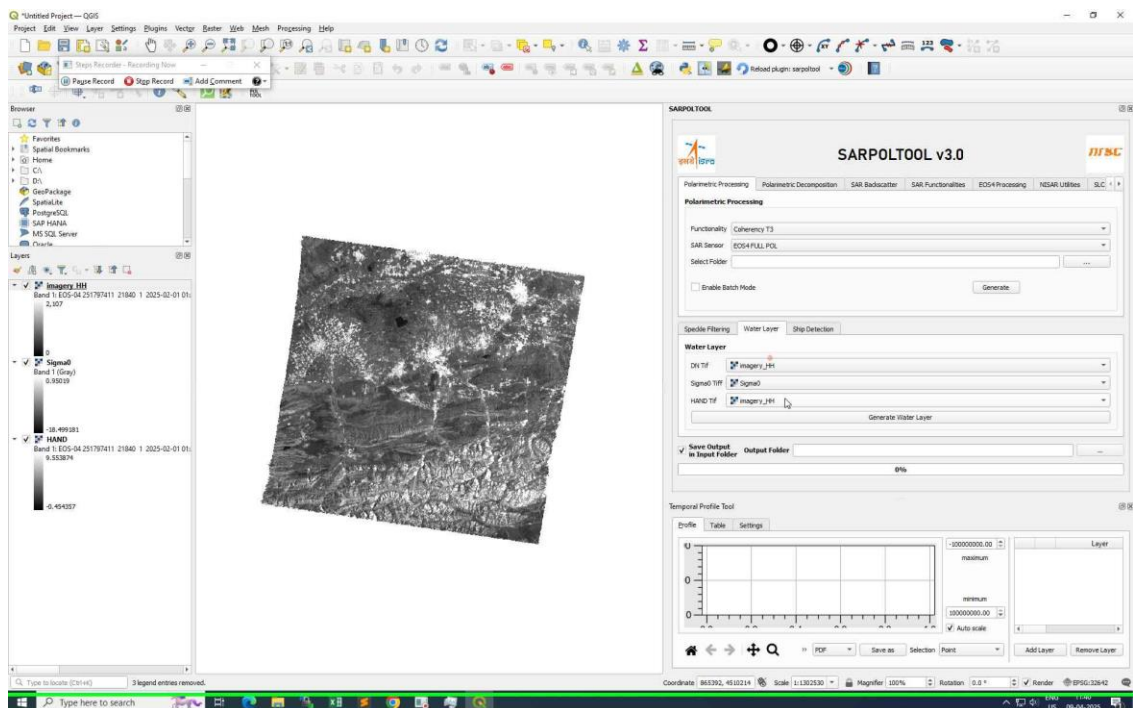 *Untitled Project — QGIS
Project Edit View Layer Settings Plugins Vector Raster Web Mesh Processing Help
Steps Recorder - Recording Now
Pause Record Stop Record Add Comment
Reload plugin: sarpoltool
Browser
Favorites
Spatial Bookmarks
Home
C:\
D:\
GeoPackage
SpatiaLite
PostgreSQL
SAP HANA
MS SQL Server
Oracle
Layers
imagery_HH
Band 1: EOS-04 251797411 21840 1 2025-02-01 01:
2,107
0
Sigma0
Band 1 (Gray)
0.95019
-18.499181
HAND
Band 1: EOS-04 251797411 21840 1 2025-02-01 01:
9.553874
-0.454357
Type to locate (Ctrl+K) 3 legend entries removed.
SARPOLTOOL
इसरो isro
SARPOLTOOL v3.0
nrsc
Polarimetric Processing Polarimetric Decomposition SAR Backscatter SAR Functionalities EOS4 Processing NISAR Utilities SLC
Polarimetric Processing
Functionality Coherency T3
SAR Sensor EOS4 FULL POL
Select Folder ...
Enable Batch Mode Generate
Speckle Filtering Water Layer Ship Detection
Water Layer
DN Tif imagery_HH
Sigma0 Tiff Sigma0
HAND Tif imagery_HH
Generate Water Layer
Save Output in Input Folder Output Folder ...
0%
Temporal Profile Tool
Profile Table Settings
-100000000.00
maximum
minimum
100000000.00
Auto scale
Layer
PDF Save as Selection Point Add Layer Remove Layer
Coordinate 865392, 4510214 Scale 1:1302530 Magnifier 100% Rotation 0.0 ° Render EPSG:32642
Type here to search
ENG 11:40
US 09-04-2025